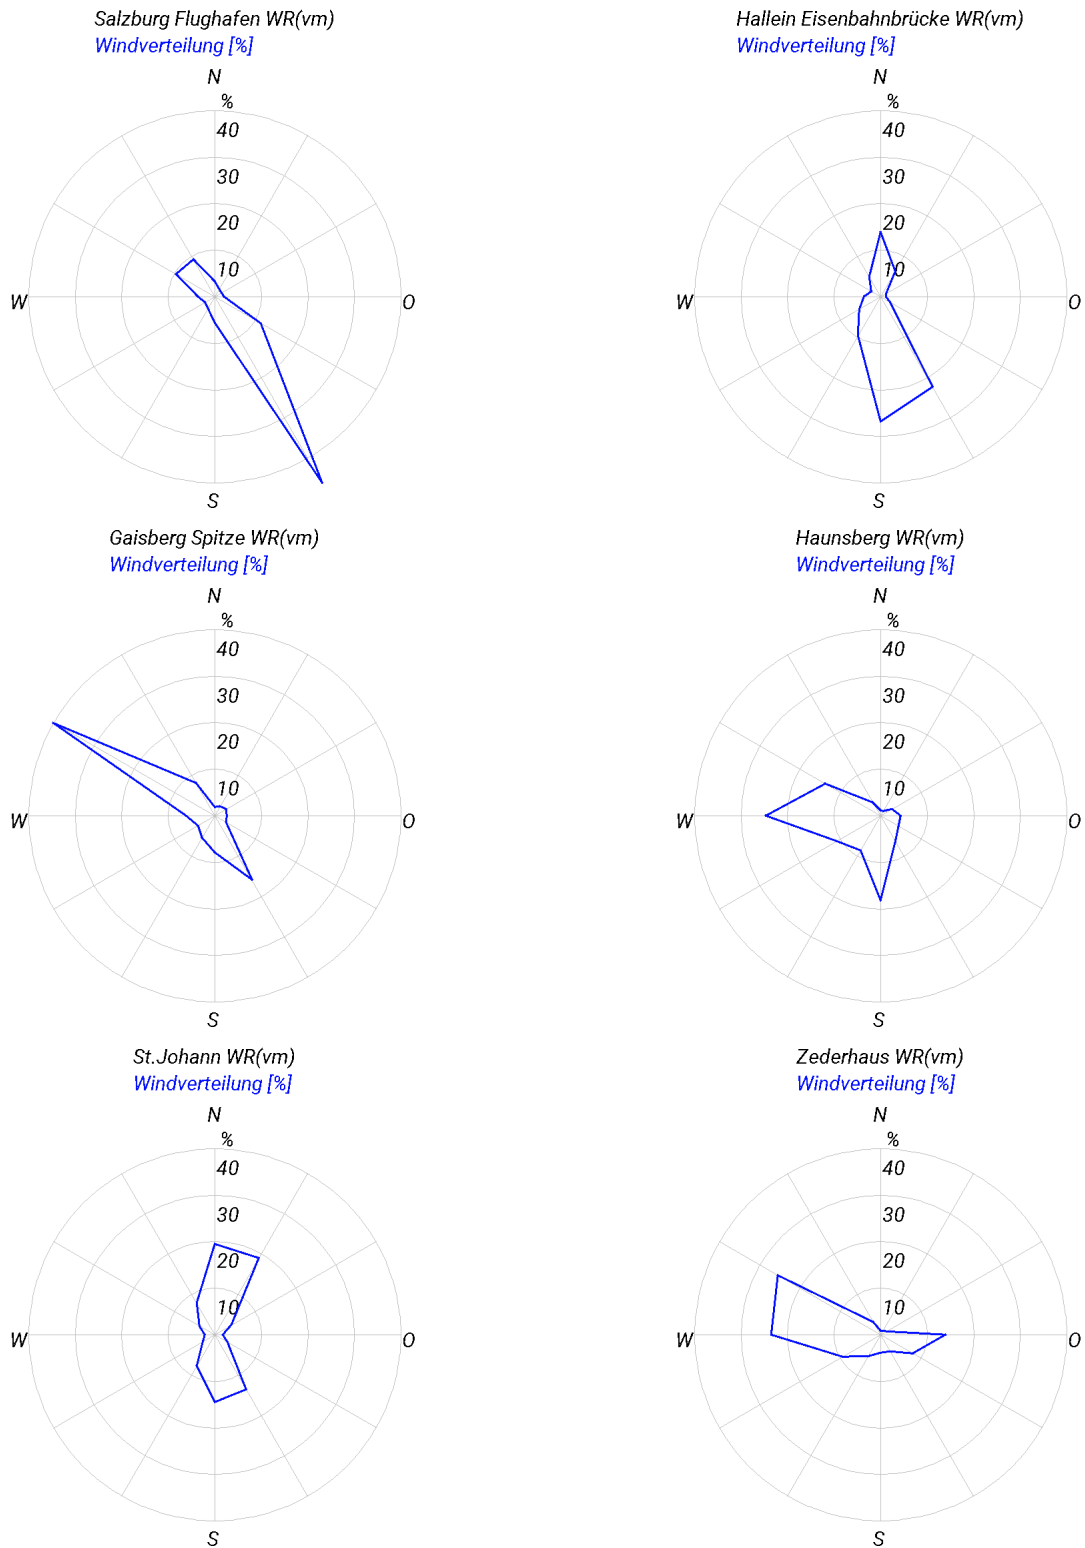 Salzburg Flughafen WR(vm)
Windverteilung [%]
N
%
40
30
20
10
W
O
S
Hallein Eisenbahnbrücke WR(vm)
Windverteilung [%]
N
%
40
30
20
10
W
O
S
Gaisberg Spitze WR(vm)
Windverteilung [%]
N
%
40
30
20
10
W
O
S
Haunsberg WR(vm)
Windverteilung [%]
N
%
40
30
20
10
W
O
S
St.Johann WR(vm)
Windverteilung [%]
N
%
40
30
20
10
W
O
S
Zederhaus WR(vm)
Windverteilung [%]
N
%
40
30
20
10
W
O
S